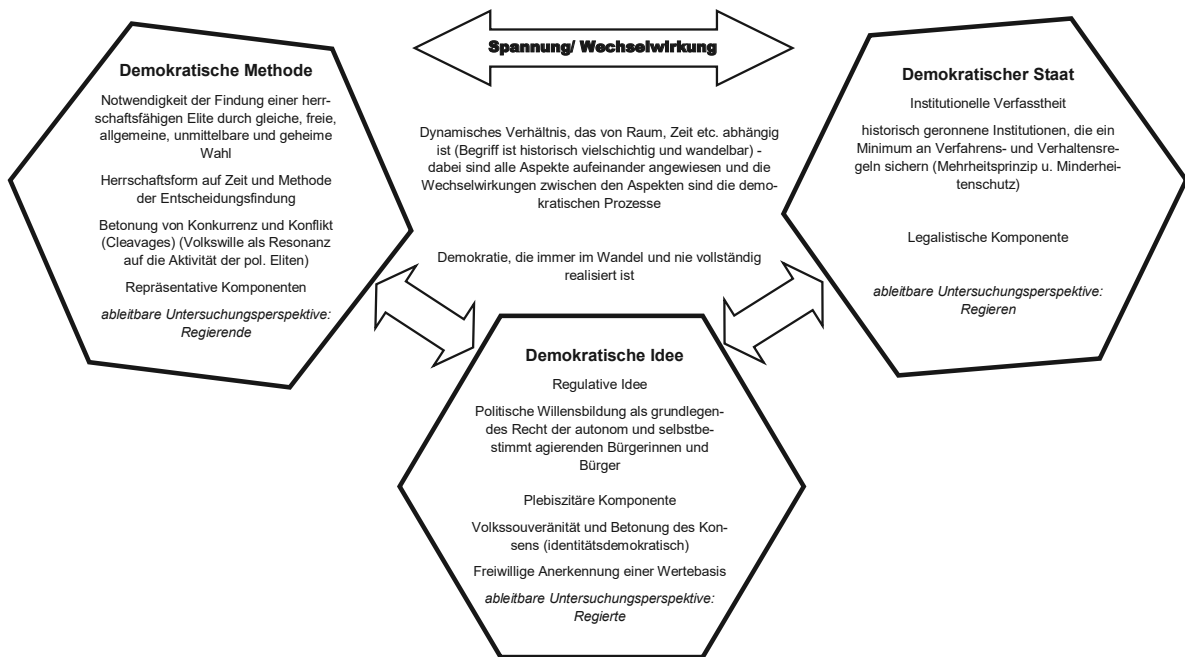 Spannung/ Wechselwirkung
Demokratische Methode
Notwendigkeit der Findung einer herr-
schaftsfähigen Elite durch gleiche, freie,
allgemeine, unmittelbare und geheime
Wahl
Herrschaftsform auf Zeit und Methode
der Entscheidungsfindung
Betonung von Konkurrenz und Konflikt
(Cleavages) (Volkswille als Resonanz
auf die Aktivität der pol. Eliten)
Repräsentative Komponenten
ableitbare Untersuchungsperspektive:
Regierende
Dynamisches Verhältnis, das von Raum, Zeit etc. abhängig
ist (Begriff ist historisch vielschichtig und wandelbar) -
dabei sind alle Aspekte aufeinander angewiesen und die
Wechselwirkungen zwischen den Aspekten sind die demo-
kratischen Prozesse
Demokratie, die immer im Wandel und nie vollständig
realisiert ist
Demokratischer Staat
Institutionelle Verfasstheit
historisch geronnene Institutionen, die ein
Minimum an Verfahrens- und Verhaltensre-
geln sichern (Mehrheitsprinzip u. Minderhei-
tenschutz)
Legalistische Komponente
ableitbare Untersuchungsperspektive:
Regieren
Demokratische Idee
Regulative Idee
Politische Willensbildung als grundlegen-
des Recht der autonom und selbstbe-
stimmt agierenden Bürgerinnen und
Bürger
Plebiszitäre Komponente
Volkssouveränität und Betonung des Kon-
sens (identitätsdemokratisch)
Freiwillige Anerkennung einer Wertebasis
ableitbare Untersuchungsperspektive:
Regierte